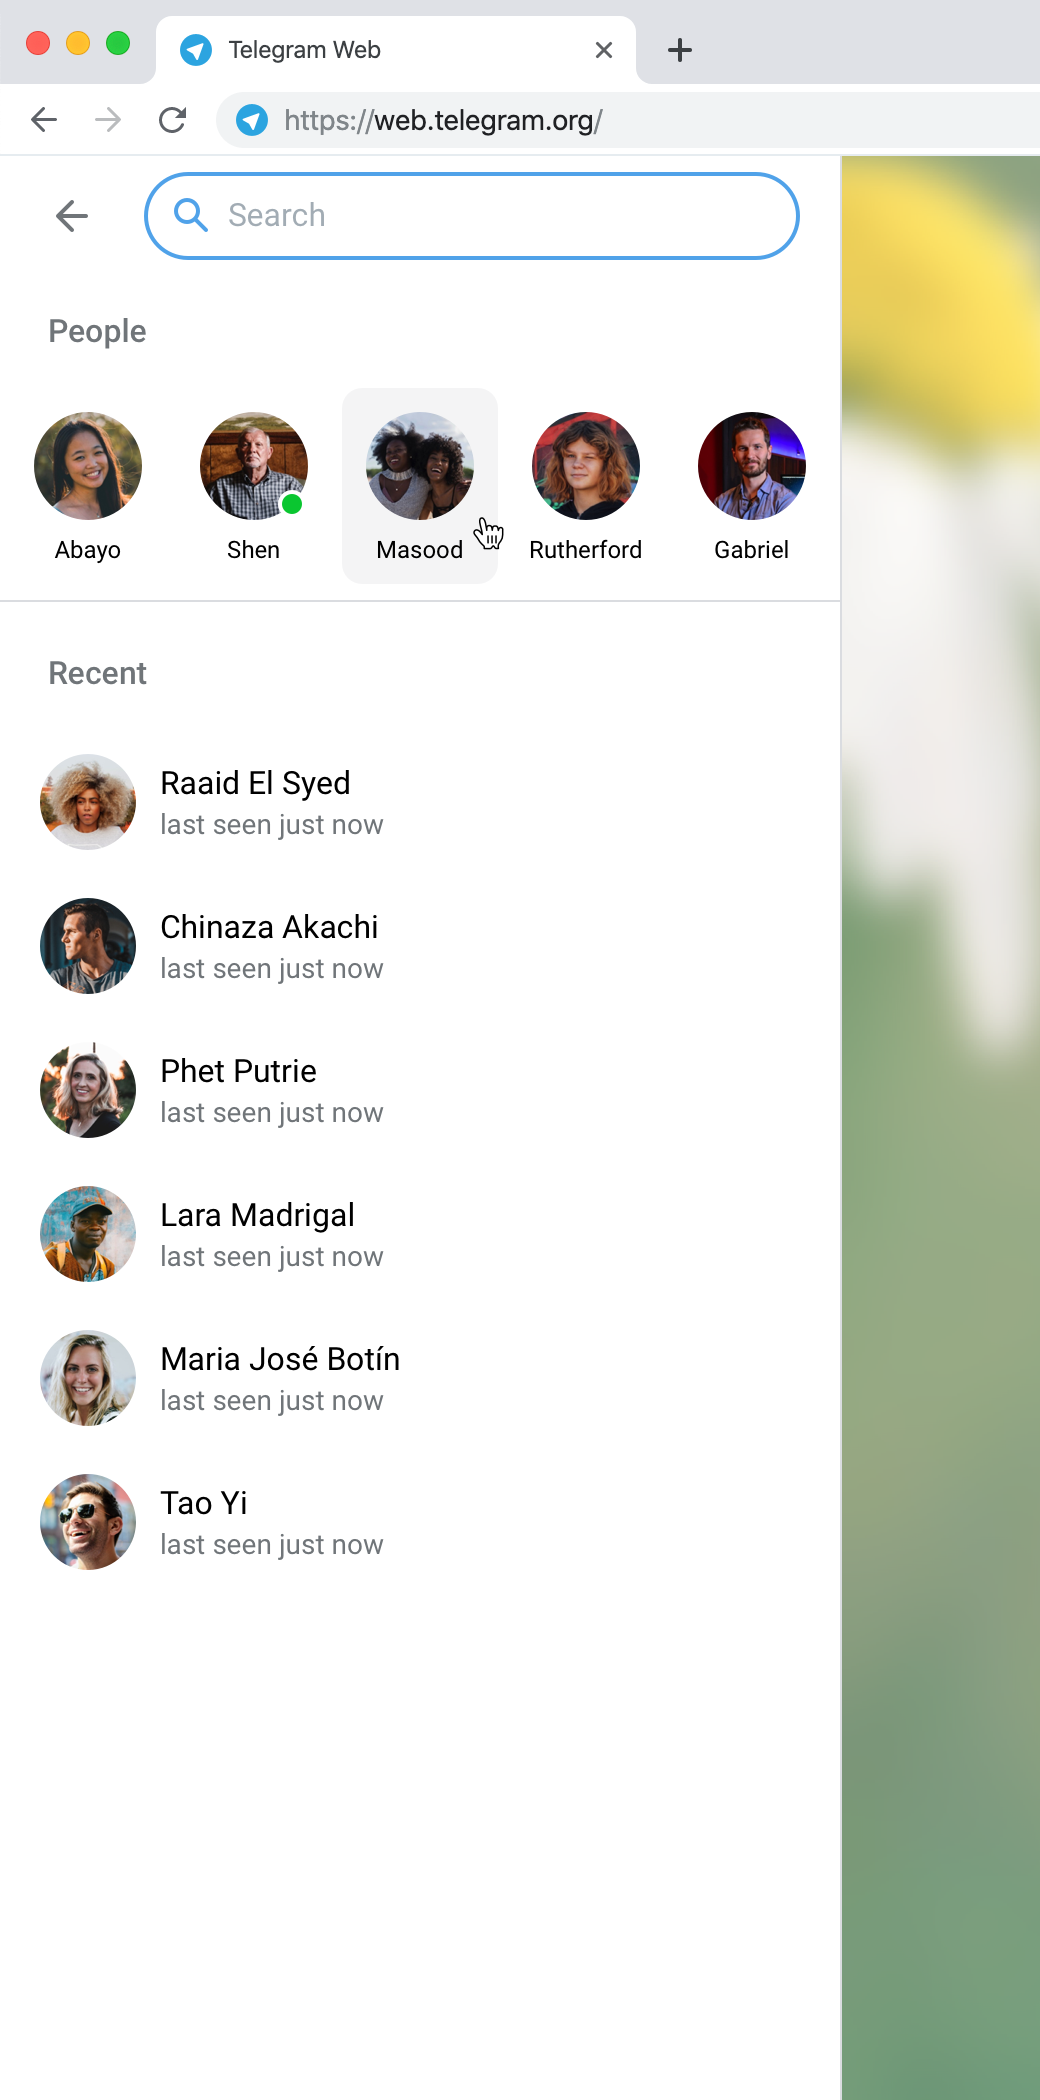 Telegram Web
https://web.telegram.org/
Search
People
Abayo
Shen
Masood
Rutherford
Gabriel
Recent
Raaid El Syed
last seen just now
Chinaza Akachi
last seen just now
Phet Putrie
last seen just now
Lara Madrigal
last seen just now
Maria José Botín
last seen just now
Tao Yi
last seen just now